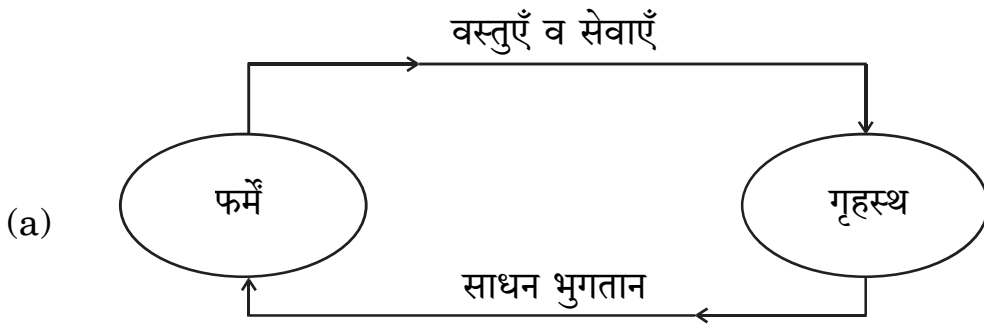 वस्तुएँ व सेवाएँ
(a) फर्में गृहस्थ
साधन भुगतान